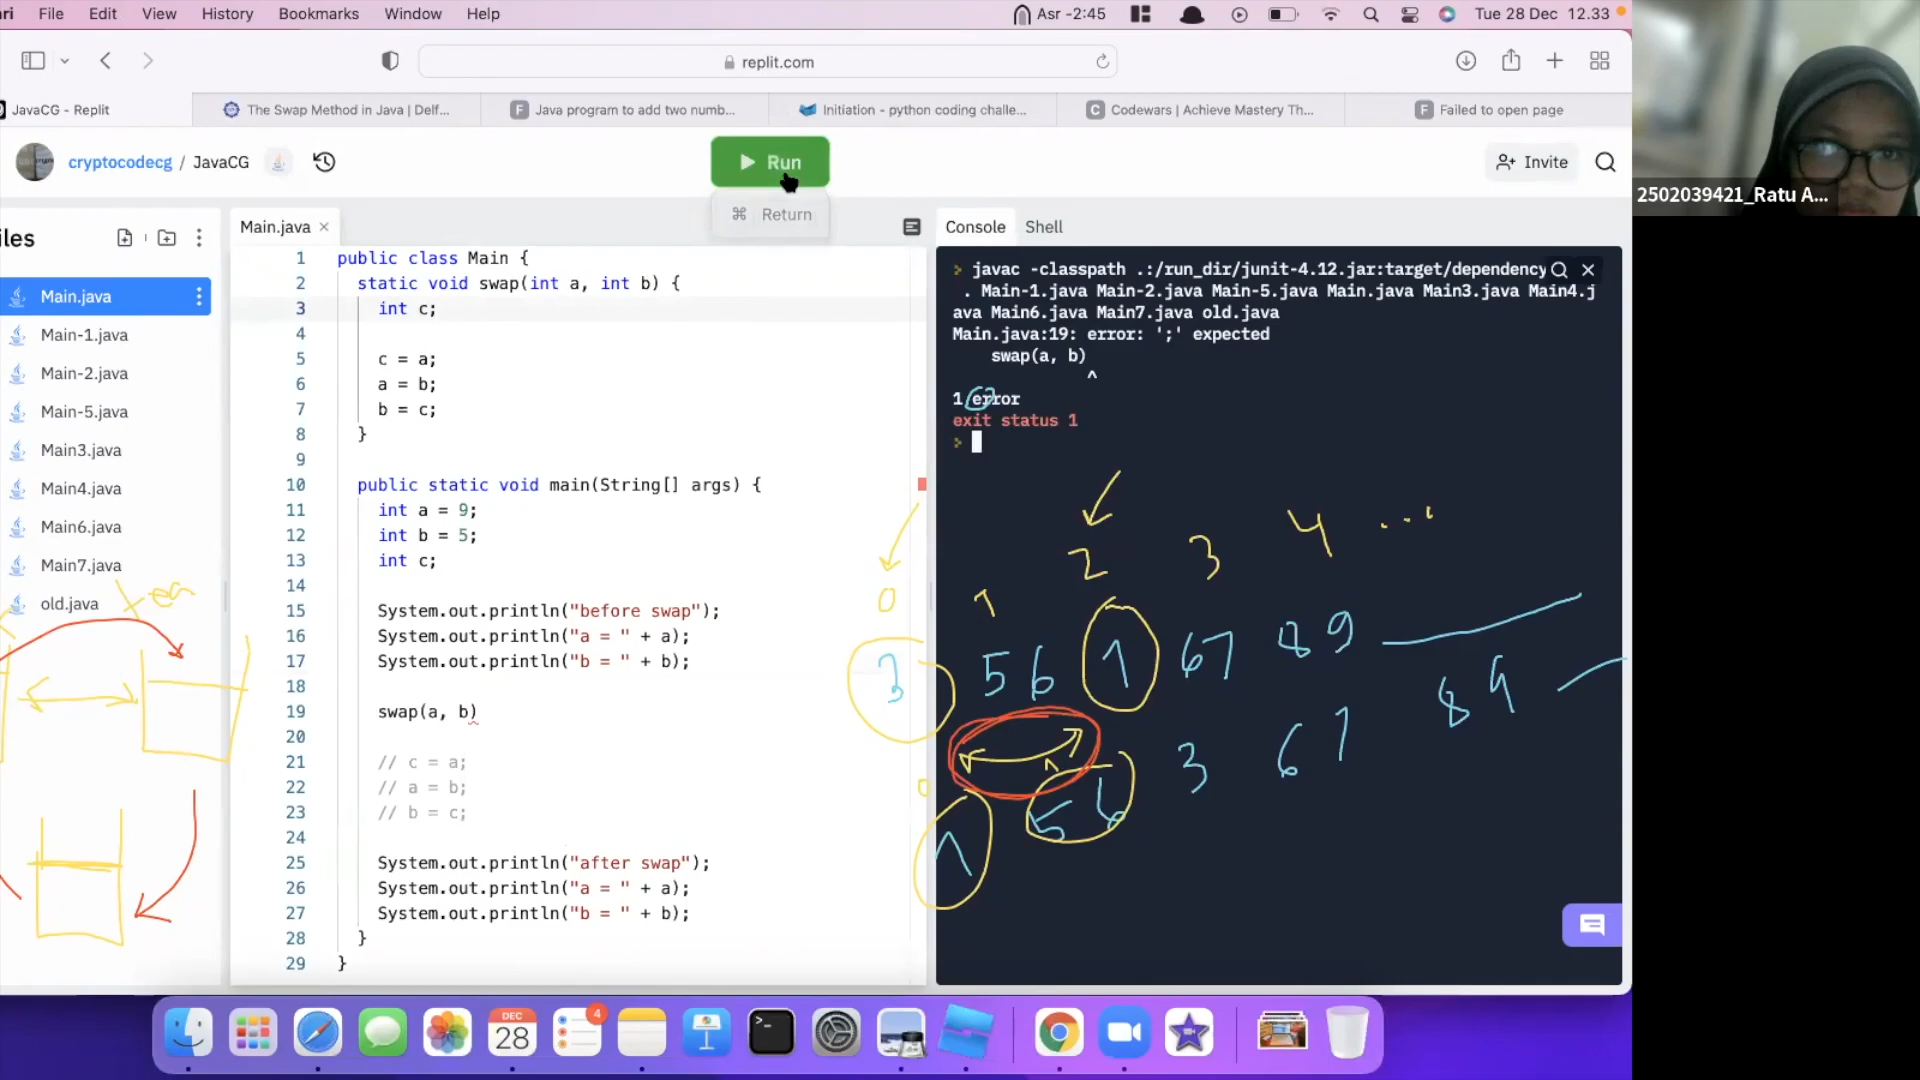 ri File Edit View History Bookmarks Window Help Asr -2:45 Tue 28 Dec 12.33
replit.com
JavaCG - Replit The Swap Method in Java | Delf... F Java program to add two numb... Initiation - python coding challe... C Codewars | Achieve Mastery Th... F Failed to open page
cryptocodecg / JavaCG Run Invite
⌘ Return
2502039421_Ratu A...
iles
Main.java
Main-1.java
Main-2.java
Main-5.java
Main3.java
Main4.java
Main6.java
Main7.java
old.java
Main.java ×
1 public class Main {
2 static void swap(int a, int b) {
3 int c;
4
5 c = a;
6 a = b;
7 b = c;
8 }
9
10 public static void main(String[] args) {
11 int a = 9;
12 int b = 5;
13 int c;
14
15 System.out.println("before swap");
16 System.out.println("a = " + a);
17 System.out.println("b = " + b);
18
19 swap(a, b)
20
21 // c = a;
22 // a = b;
23 // b = c;
24
25 System.out.println("after swap");
26 System.out.println("a = " + a);
27 System.out.println("b = " + b);
28 }
29 }
Console Shell
> javac -classpath .:/run_dir/junit-4.12.jar:target/dependency
. Main-1.java Main-2.java Main-5.java Main.java Main3.java Main4.j
ava Main6.java Main7.java old.java
Main.java:19: error: ';' expected
swap(a, b)
^
1 error
exit status 1
>
0 1 2 3 4 ...
3 5 6 1 67 89
1 5 6 3 67 89
DEC
28
4